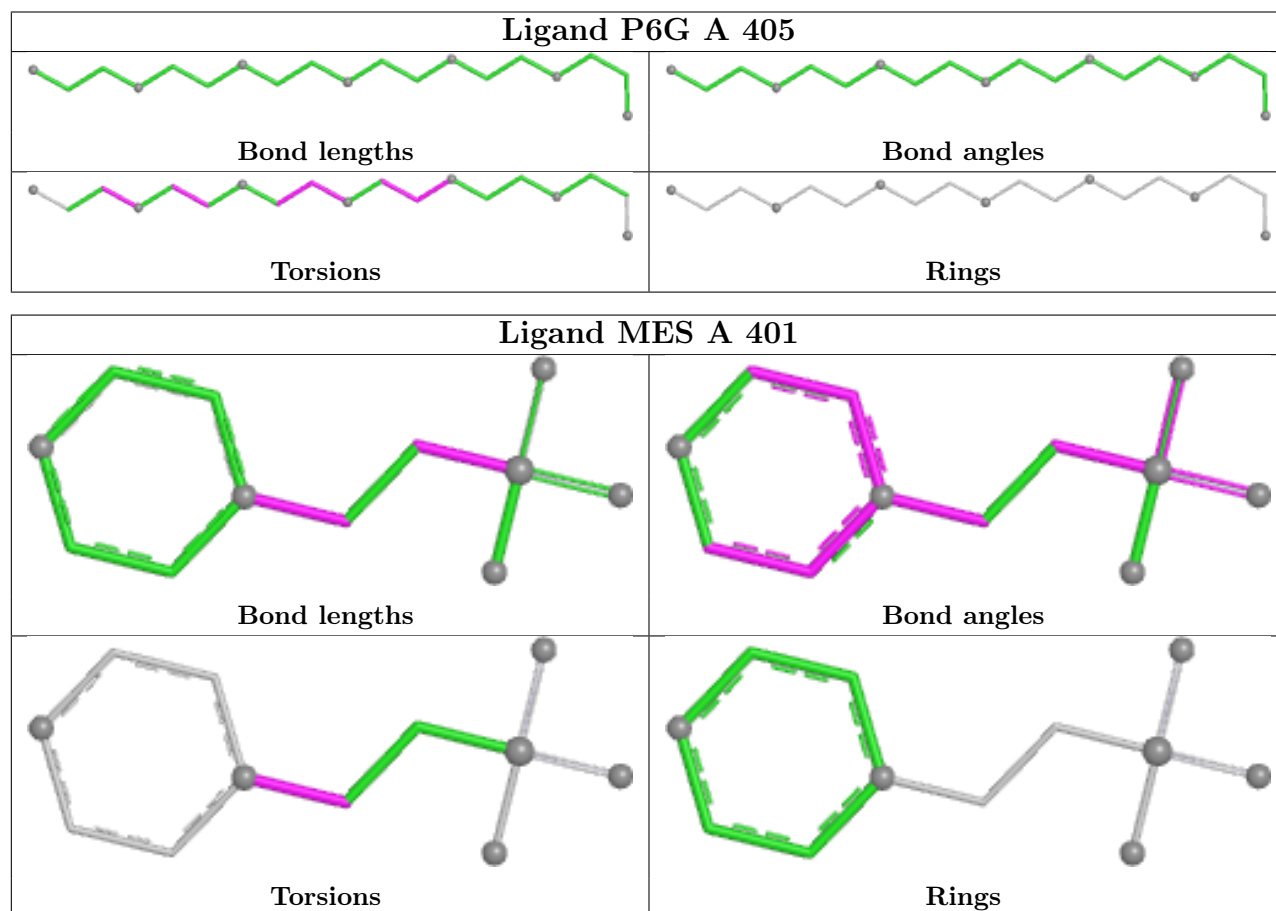 Ligand P6G A 405
Bond lengths
Bond angles
Torsions
Rings
Ligand MES A 401
Bond lengths
Bond angles
Torsions
Rings